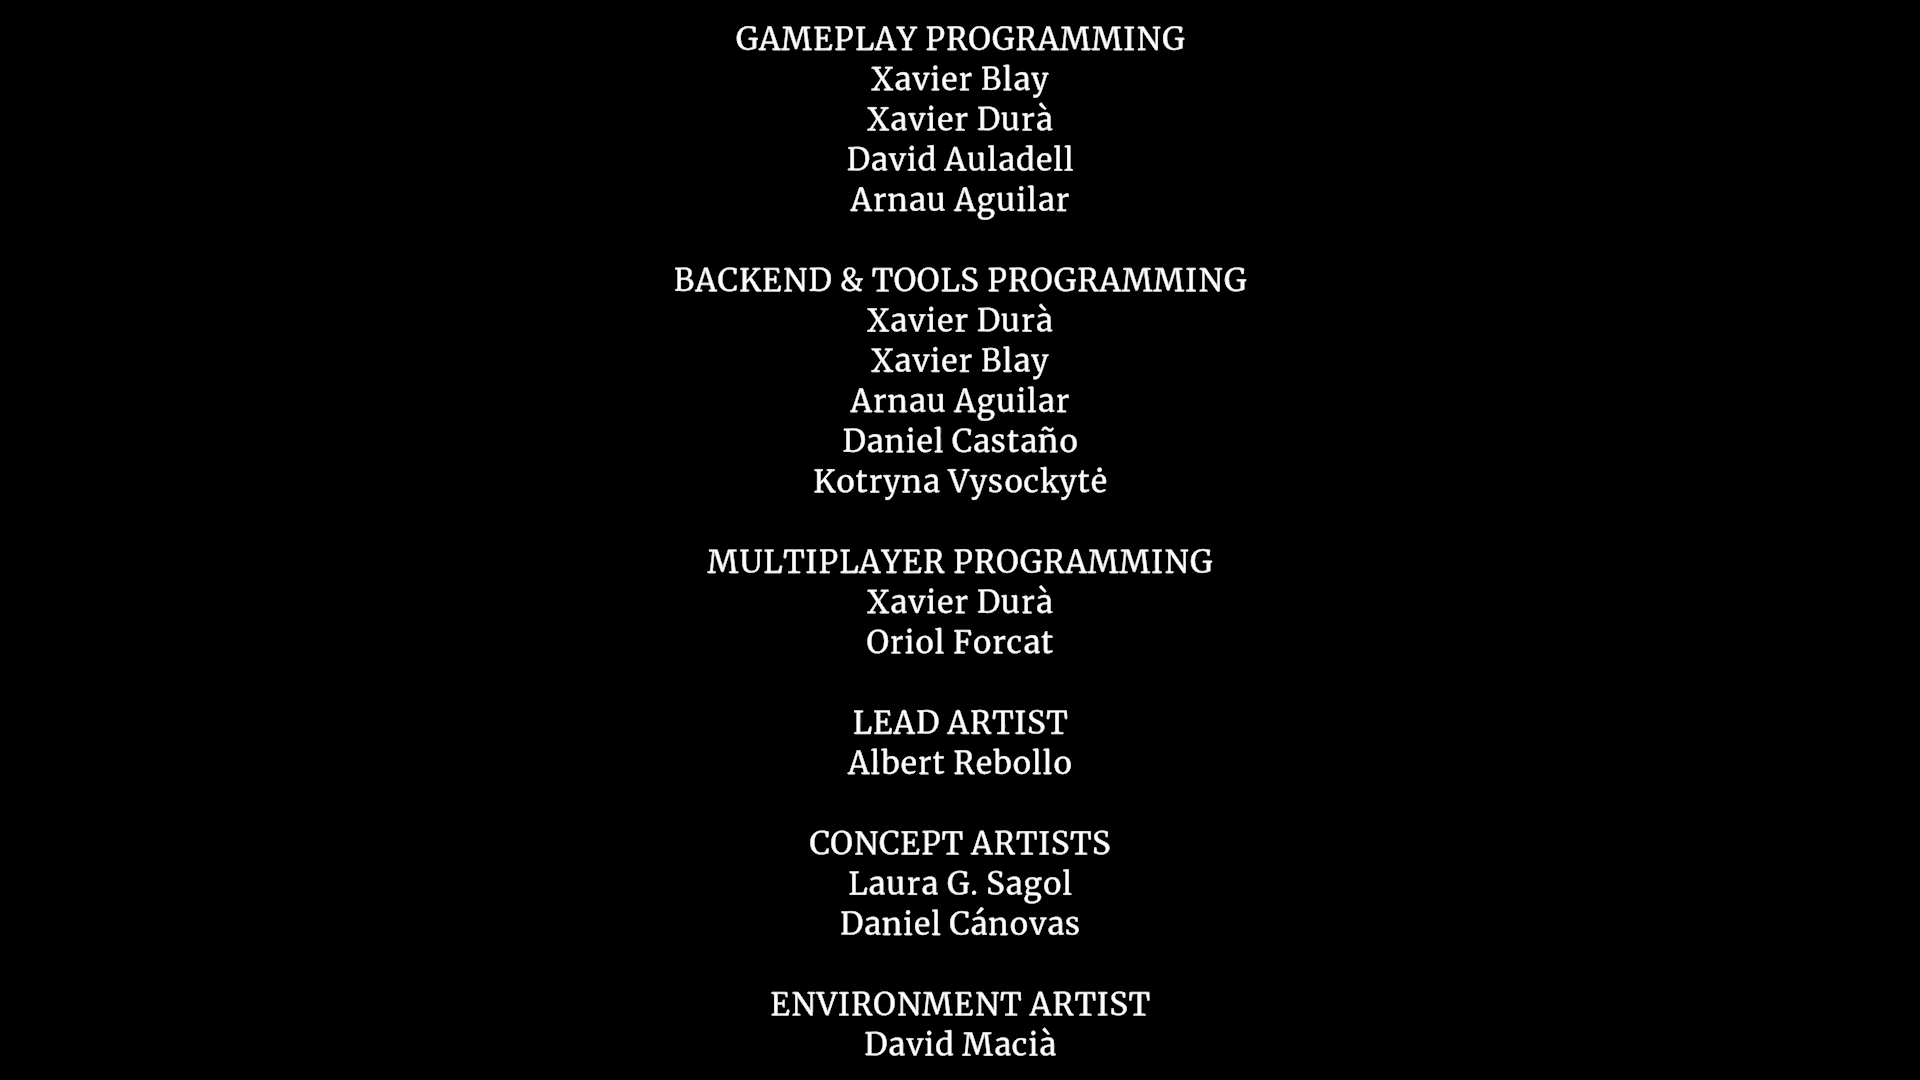 GAMEPLAY PROGRAMMING
Xavier Blay
Xavier Durà
David Auladell
Arnau Aguilar
BACKEND & TOOLS PROGRAMMING
Xavier Durà
Xavier Blay
Arnau Aguilar
Daniel Castaño
Kotryna Vysockytė
MULTIPLAYER PROGRAMMING
Xavier Durà
Oriol Forcat
LEAD ARTIST
Albert Rebollo
CONCEPT ARTISTS
Laura G. Sagol
Daniel Cánovas
ENVIRONMENT ARTIST
David Macià